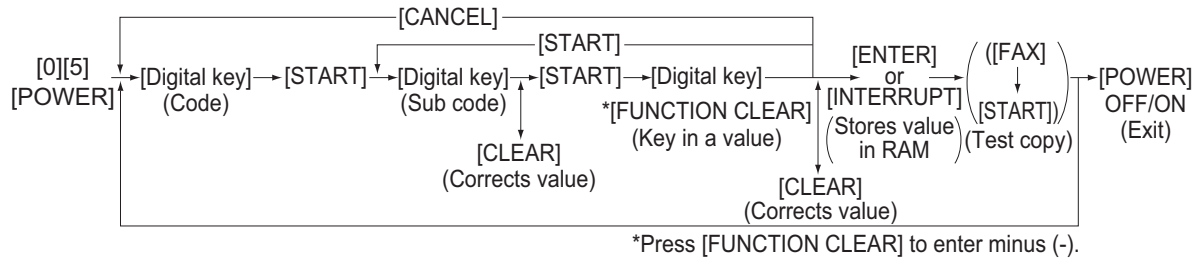 [CANCEL]
[START]
[0][5]
[POWER]
[Digital key]
(Code)
[START]
[Digital key]
(Sub code)
[START]
[Digital key]
*[FUNCTION CLEAR]
(Key in a value)
[ENTER]
or
[INTERRUPT]
(Stores value
in RAM)
([FAX]
[START])
(Test copy)
[POWER]
OFF/ON
(Exit)
[CLEAR]
(Corrects value)
[CLEAR]
(Corrects value)
*Press [FUNCTION CLEAR] to enter minus (-).